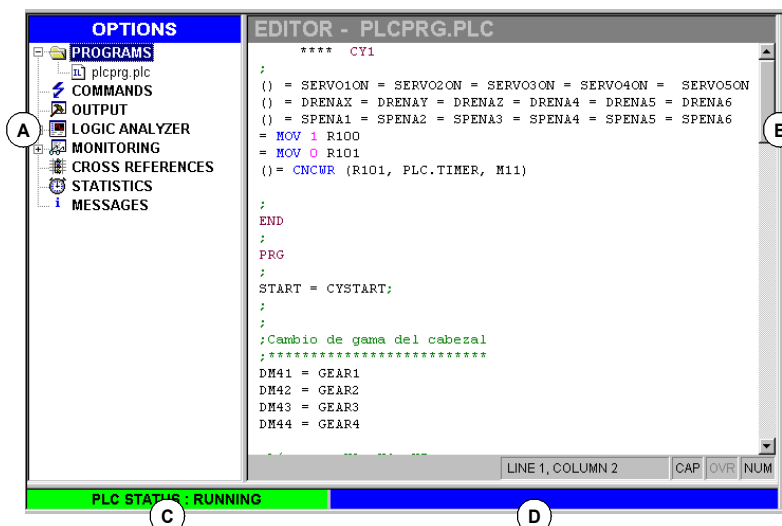 OPTIONS
PROGRAMS
IL plcprg.plc
COMMANDS
OUTPUT
LOGIC ANALYZER
MONITORING
CROSS REFERENCES
STATISTICS
i MESSAGES
A
EDITOR - PLCPRG.PLC
**** CY1
;
() = SERVO1ON = SERVO2ON = SERVO3ON = SERVO4ON = SERVO5ON
() = DRENAX = DRENAY = DRENAZ = DRENA4 = DRENA5 = DRENA6
() = SPENA1 = SPENA2 = SPENA3 = SPENA4 = SPENA5 = SPENA6
= MOV 1 R100
= MOV 0 R101
()= CNCWR (R101, PLC.TIMER, M11)
;
END
;
PRG
;
START = CYSTART;
;
;
;Cambio de gama del cabezal
;**************************
DM41 = GEAR1
DM42 = GEAR2
DM43 = GEAR3
DM44 = GEAR4
LINE 1, COLUMN 2 CAP OVR NUM
PLC STATUS : RUNNING
C
D